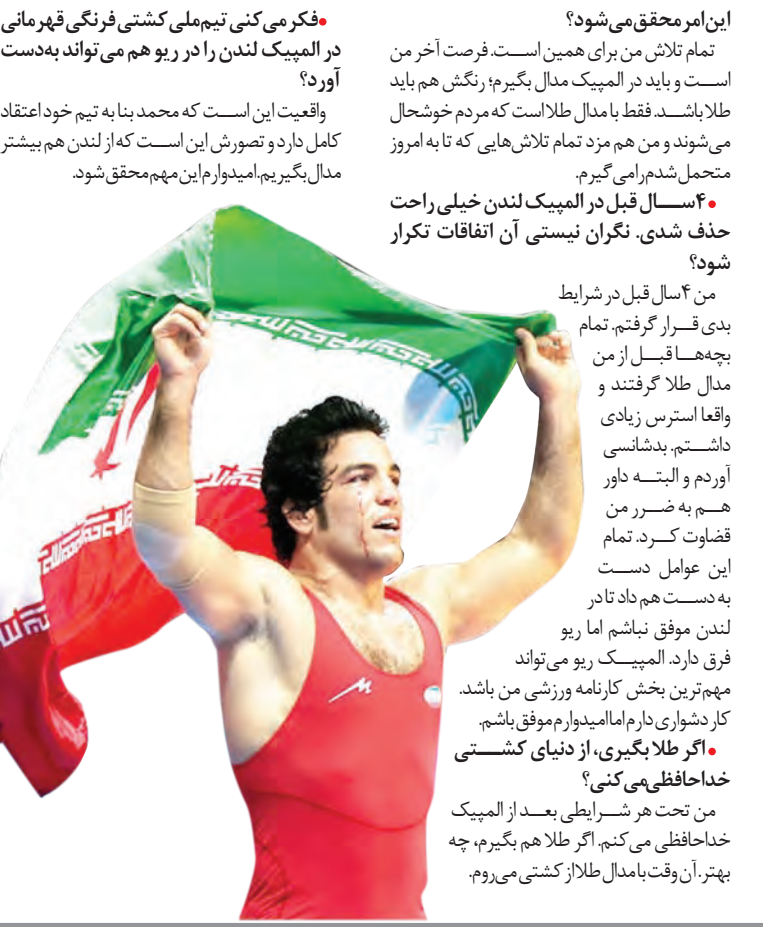 این امر محقق می‌شود؟
تمام تلاش من برای همین است. فرصت آخر من
است و باید در المپیک مدال بگیرم؛ رنگش هم باید
طلا باشد. فقط با مدال طلا است که مردم خوشحال
می‌شوند و من هم مزد تمام تلاش‌هایی که تا به امروز
متحمل شدم را می گیرم.
•۴سال قبل در المپیک لندن خیلی راحت
حذف شدی. نگران نیستی آن اتفاقات تکرار
شود؟
من ۴سال قبل در شرایط
بدی قرار گرفتم. تمام
بچه‌ها قبل از من
مدال طلا گرفتند و
واقعا استرس زیادی
داشتم. بدشانسی
آوردم و البته داور
هم به ضرر من
قضاوت کرد. تمام
این عوامل دست
به دست هم داد تا در
لندن موفق نباشم اما ریو
فرق دارد. المپیک ریو می‌تواند
مهم‌ترین بخش کارنامه ورزشی من باشد.
کار دشواری دارم اما امیدوارم موفق باشم.
•اگر طلا بگیری، از دنیای کشتی
خداحافظی می کنی؟
من تحت هر شرایطی بعد از المپیک
خداحافظی می کنم. اگر طلا هم بگیرم، چه
بهتر. آن وقت با مدال طلا از کشتی می‌روم.
•فکر می کنی تیم ملی کشتی فرنگی قهرمانی
در المپیک لندن را در ریو هم می تواند به‌دست
آورد؟
واقعیت این است که محمد بنا به تیم خود اعتقاد
کامل دارد و تصورش این است که از لندن هم بیشتر
مدال بگیریم. امیدوارم این مهم محقق شود.